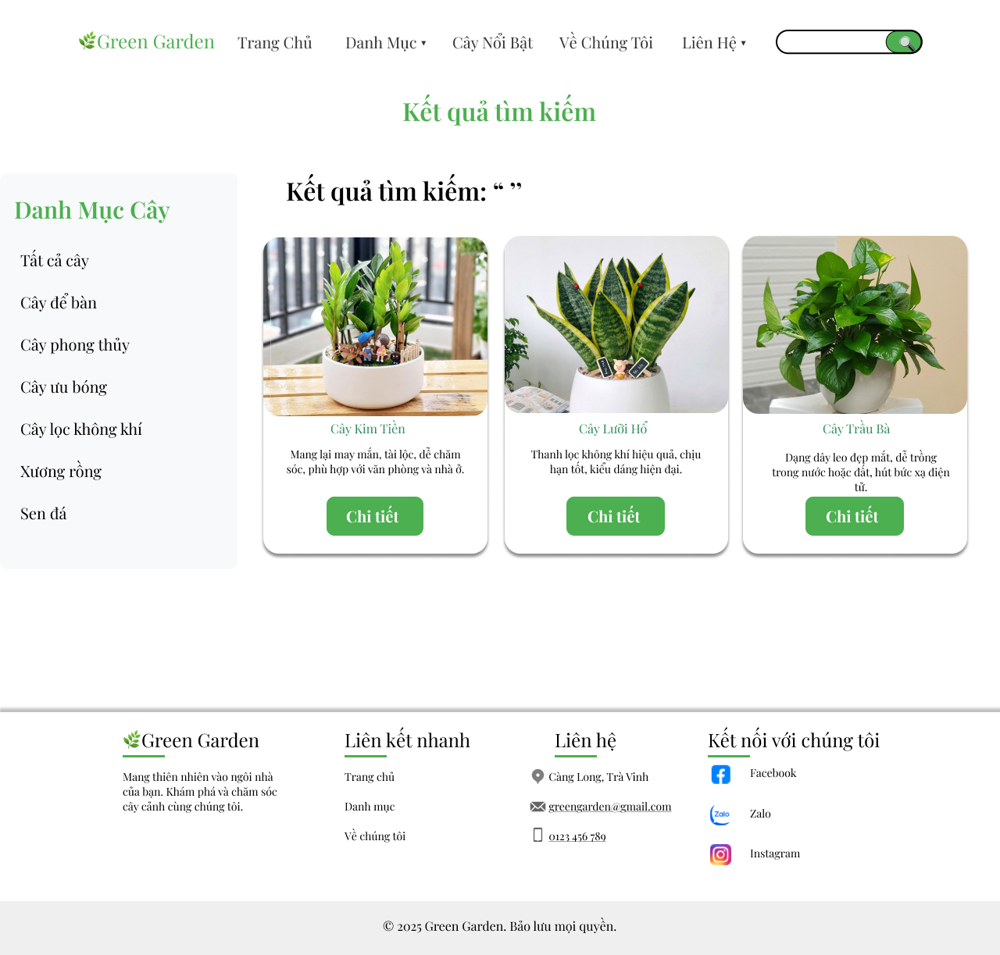 🌿Green Garden Trang Chủ Danh Mục ▾ Cây Nổi Bật Về Chúng Tôi Liên Hệ ▾
Kết quả tìm kiếm
Kết quả tìm kiếm: “ ”
Danh Mục Cây
Tất cả cây
Cây để bàn
Cây phong thủy
Cây ưu bóng
Cây lọc không khí
Xương rồng
Sen đá
Cây Kim Tiền
Mang lại may mắn, tài lộc, dễ chăm
sóc, phù hợp với văn phòng và nhà ở.
Chi tiết
Cây Lưỡi Hổ
Thanh lọc không khí hiệu quả, chịu
hạn tốt, kiểu dáng hiện đại.
Chi tiết
Cây Trầu Bà
Dạng dây leo đẹp mắt, dễ trồng
trong nước hoặc đất, hút bức xạ điện
tử.
Chi tiết
🌿Green Garden
Mang thiên nhiên vào ngôi nhà
của bạn. Khám phá và chăm sóc
cây cảnh cùng chúng tôi.
Liên kết nhanh
Trang chủ
Danh mục
Về chúng tôi
Liên hệ
Càng Long, Trà Vinh
greengarden@gmail.com
0123 456 789
Kết nối với chúng tôi
Facebook
Zalo
Zalo
Instagram
© 2025 Green Garden. Bảo lưu mọi quyền.